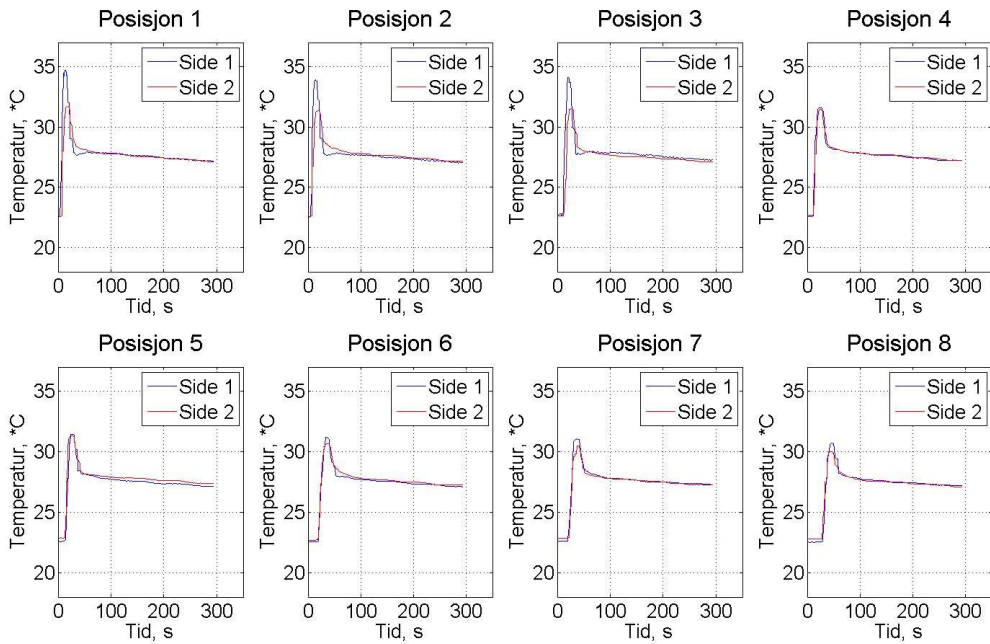 Posisjon 1
Temperatur, *C
35
30
25
20
Side 1
Side 2
0 100 200 300
Tid, s
Posisjon 2
Temperatur, *C
35
30
25
20
Side 1
Side 2
0 100 200 300
Tid, s
Posisjon 3
Temperatur, *C
35
30
25
20
Side 1
Side 2
0 100 200 300
Tid, s
Posisjon 4
Temperatur, *C
35
30
25
20
Side 1
Side 2
0 100 200 300
Tid, s
Posisjon 5
Temperatur, *C
35
30
25
20
Side 1
Side 2
0 100 200 300
Tid, s
Posisjon 6
Temperatur, *C
35
30
25
20
Side 1
Side 2
0 100 200 300
Tid, s
Posisjon 7
Temperatur, *C
35
30
25
20
Side 1
Side 2
0 100 200 300
Tid, s
Posisjon 8
Temperatur, *C
35
30
25
20
Side 1
Side 2
0 100 200 300
Tid, s